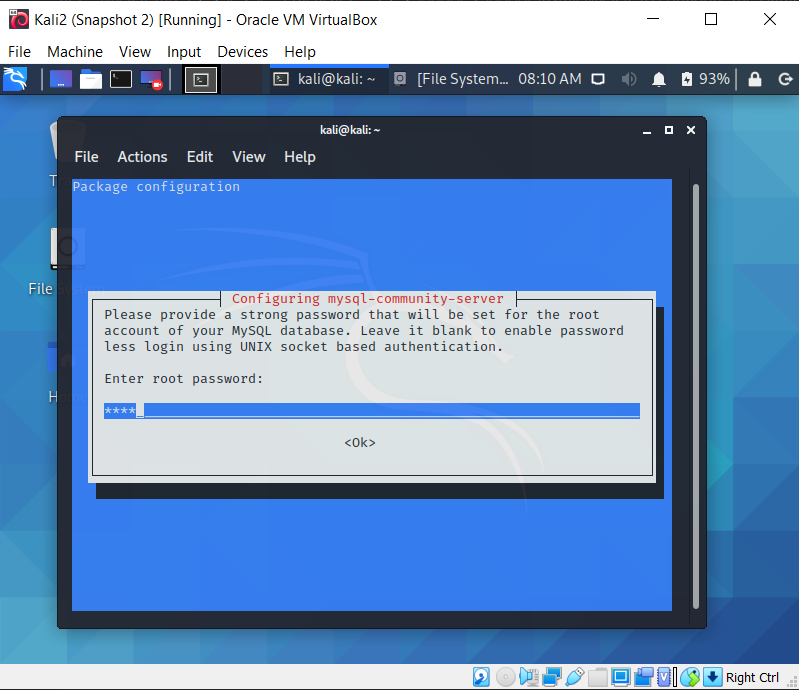 Kali2 (Snapshot 2) [Running] - Oracle VM VirtualBox
File Machine View Input Devices Help
kali@kali: ~ [File System... 08:10 AM 93%
kali@kali: ~
File Actions Edit View Help
Package configuration
Configuring mysql-community-server
Please provide a strong password that will be set for the root
account of your MySQL database. Leave it blank to enable password
less login using UNIX socket based authentication.
Enter root password:
****
<Ok>
File
Right Ctrl